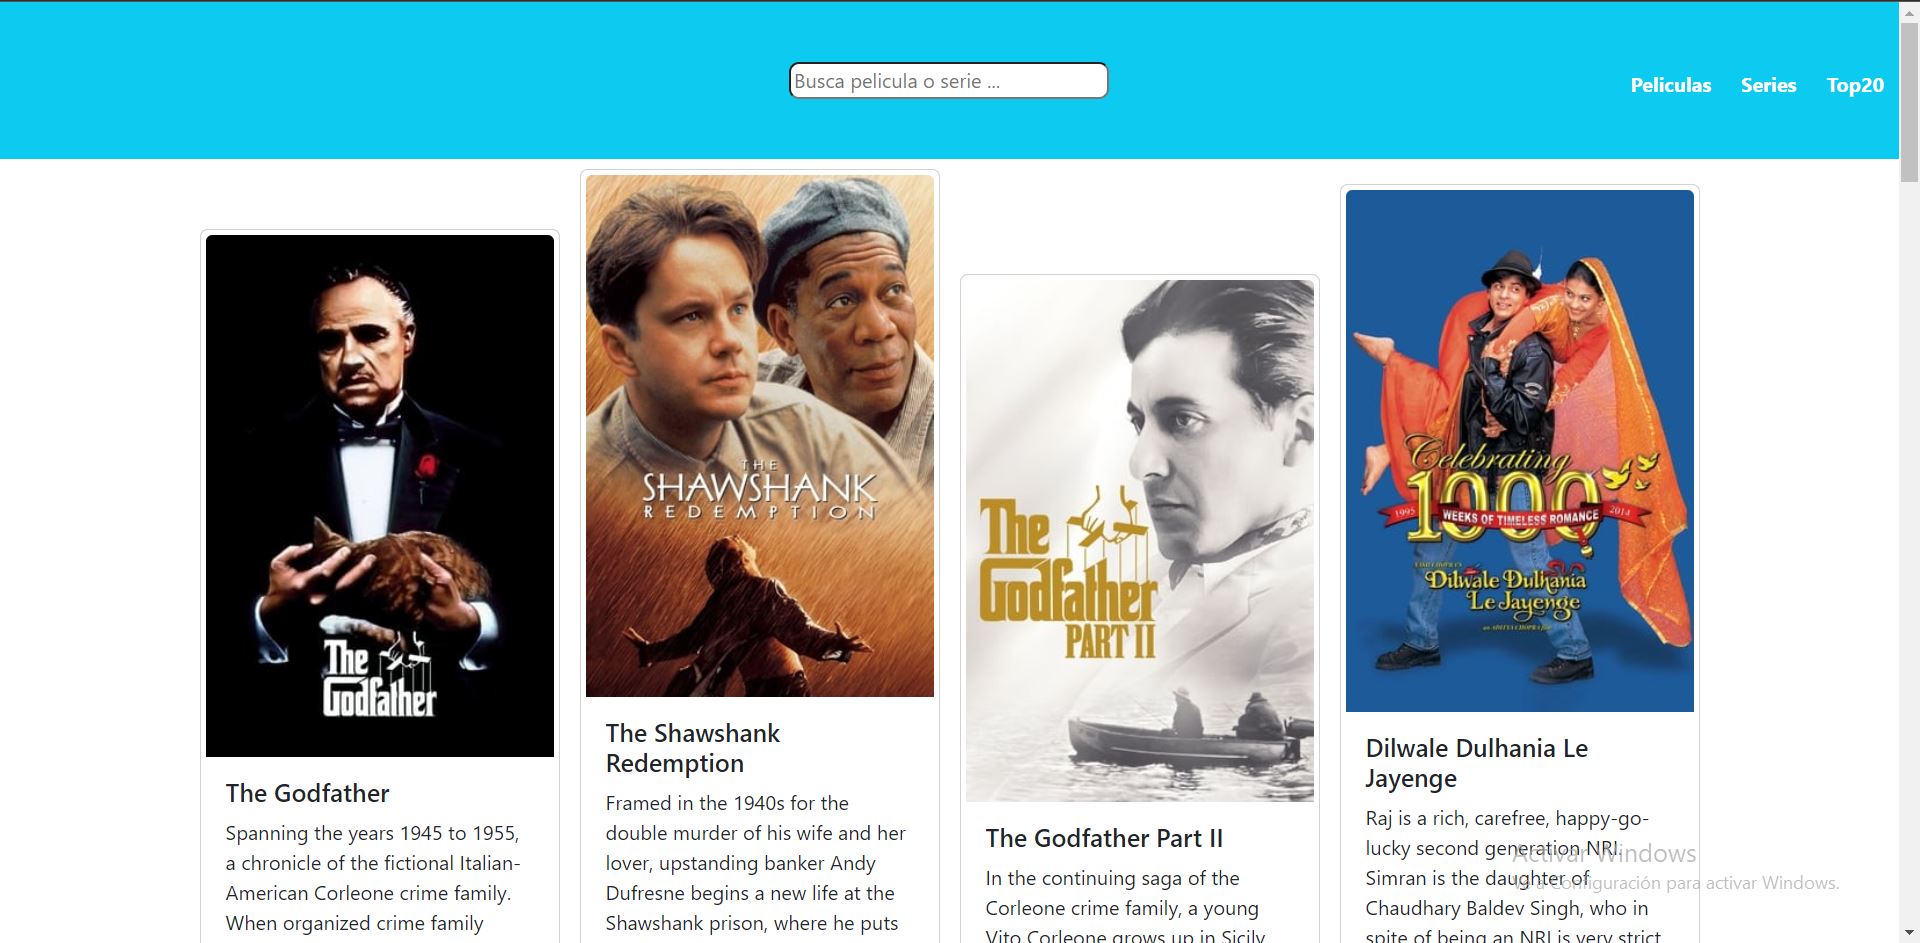 Busca pelicula o serie ...
Peliculas
Series
Top20
The Godfather
The Godfather
Spanning the years 1945 to 1955,
a chronicle of the fictional Italian-
American Corleone crime family.
When organized crime family
THE
SHAWSHANK
REDEMPTION
The Shawshank
Redemption
Framed in the 1940s for the
double murder of his wife and her
lover, upstanding banker Andy
Dufresne begins a new life at the
Shawshank prison, where he puts
The
Godfather
PART II
The Godfather Part II
In the continuing saga of the
Corleone crime family, a young
Vito Corleone grows up in Sicily
Celebrating
1000
1995 WEEKS OF TIMELESS ROMANCE 2014
Dilwale Dulhania
Le Jayenge
an ADITYA CHOPRA film
Dilwale Dulhania Le
Jayenge
Raj is a rich, carefree, happy-go-
lucky second generation NRI.
Simran is the daughter of
Chaudhary Baldev Singh, who in
spite of being an NRI is very strict
Activar Windows
Ve a Configuración para activar Windows.